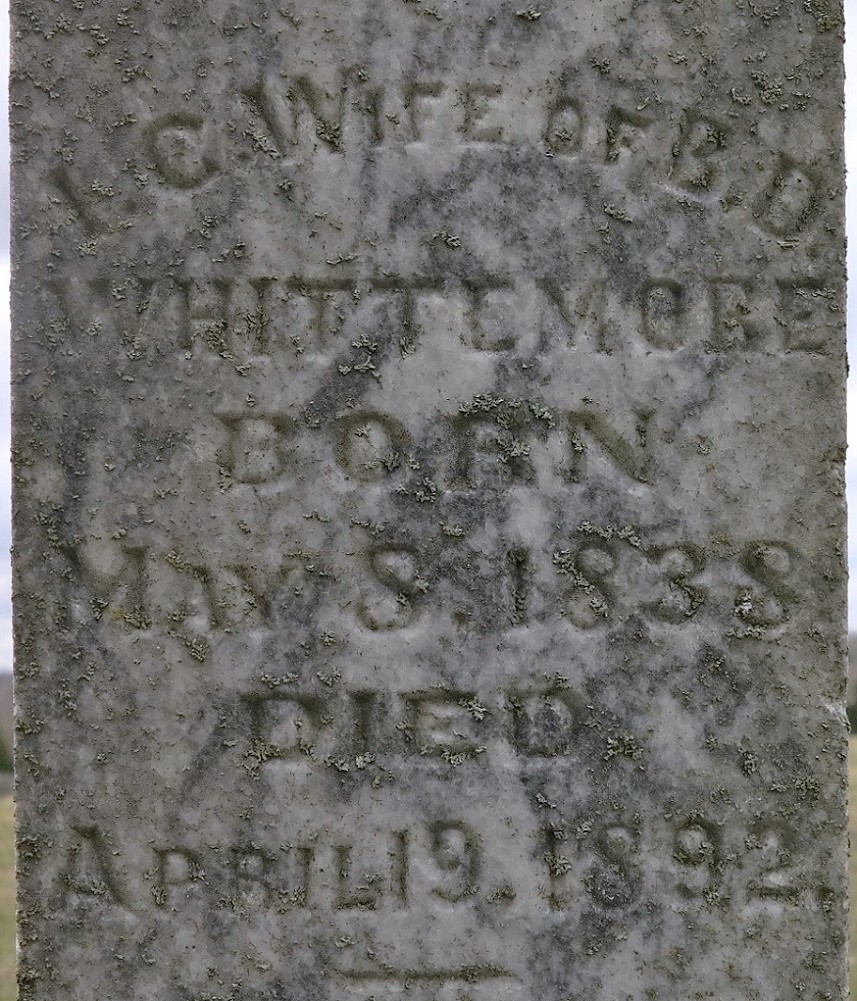 L. C. WIFE OF B. D.
WHITTEMORE
BORN
MAY 8, 1838
DIED
APRIL 19, 1892.